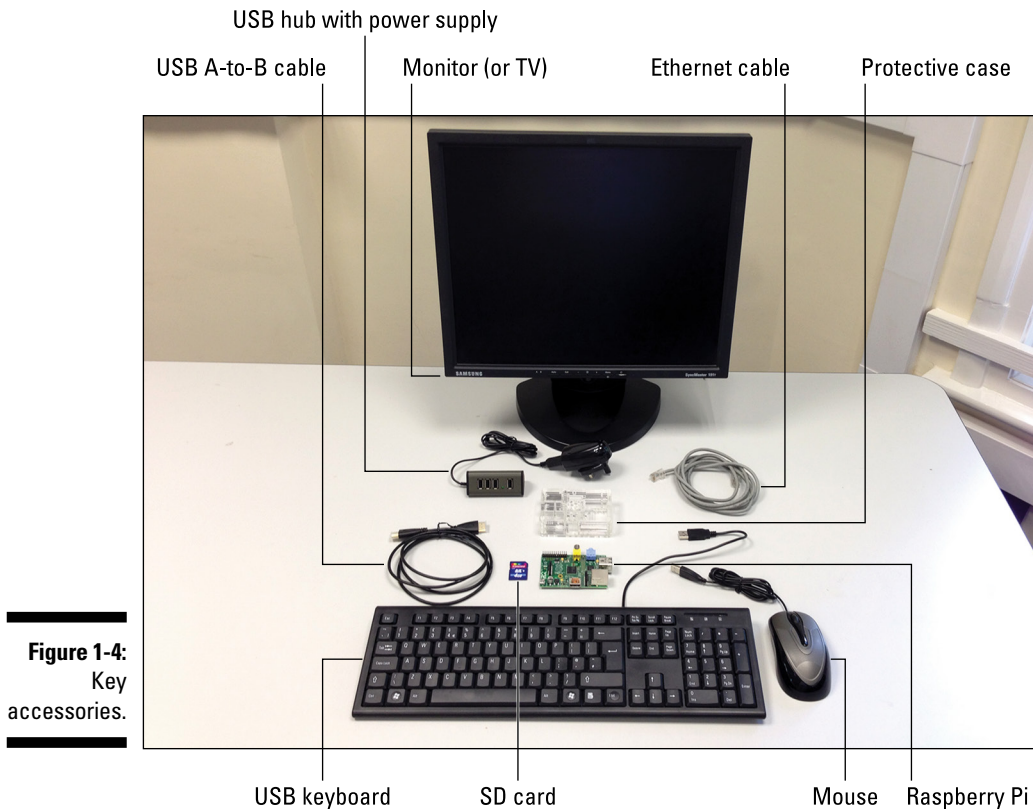 USB hub with power supply
USB A-to-B cable
Monitor (or TV)
Ethernet cable
Protective case
SAMSUNG
SyncMaster
Figure 1-4:
Key
accessories.
USB keyboard
SD card
Mouse
Raspberry Pi